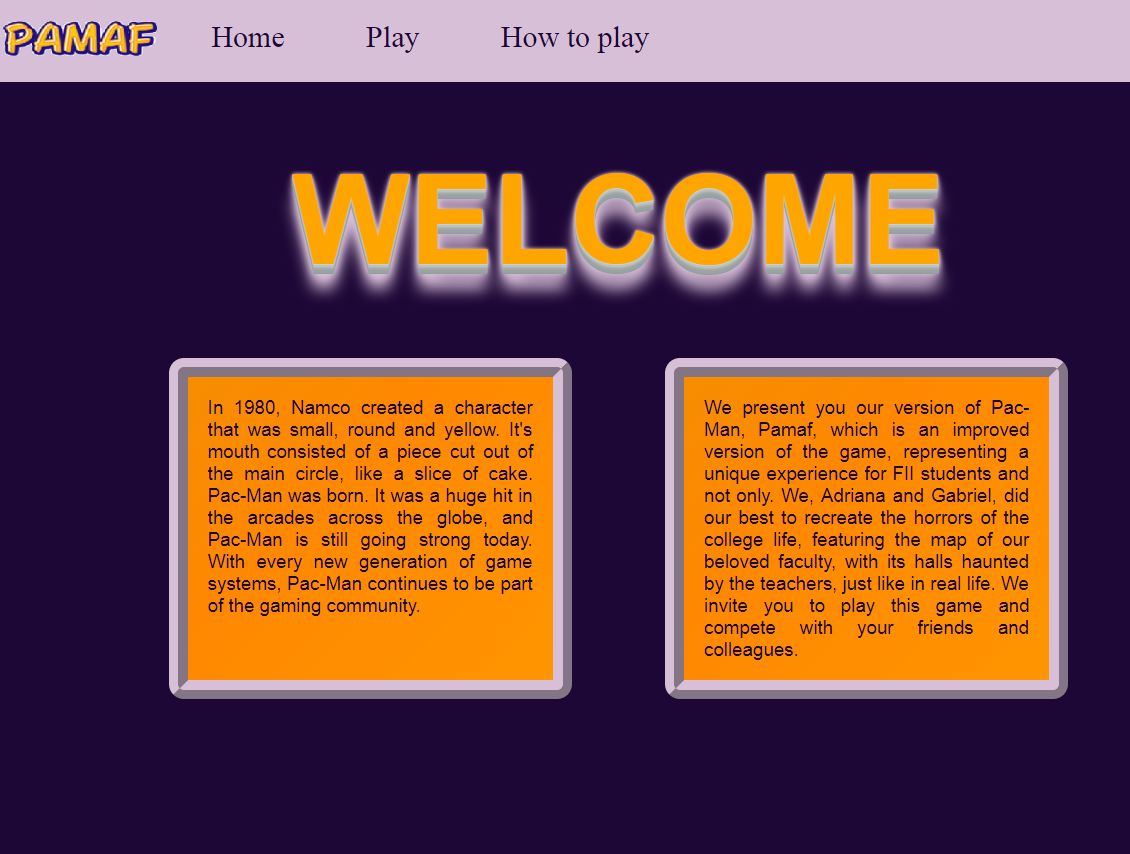 PAMAF Home Play How to play
WELCOME
In 1980, Namco created a character
that was small, round and yellow. It's
mouth consisted of a piece cut out of
the main circle, like a slice of cake.
Pac-Man was born. It was a huge hit in
the arcades across the globe, and
Pac-Man is still going strong today.
With every new generation of game
systems, Pac-Man continues to be part
of the gaming community.
We present you our version of Pac-
Man, Pamaf, which is an improved
version of the game, representing a
unique experience for FII students and
not only. We, Adriana and Gabriel, did
our best to recreate the horrors of the
college life, featuring the map of our
beloved faculty, with its halls haunted
by the teachers, just like in real life. We
invite you to play this game and
compete with your friends and
colleagues.